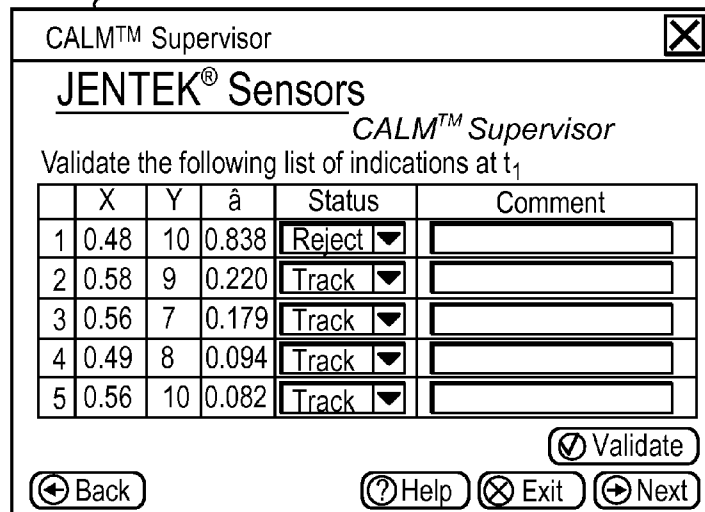 CALM™ Supervisor
JENTEK® Sensors
CALM™ Supervisor
Validate the following list of indications at t₁
X Y â Status Comment
1 0.48 10 0.838 Reject
2 0.58 9 0.220 Track
3 0.56 7 0.179 Track
4 0.49 8 0.094 Track
5 0.56 10 0.082 Track
Validate
Back Help Exit Next